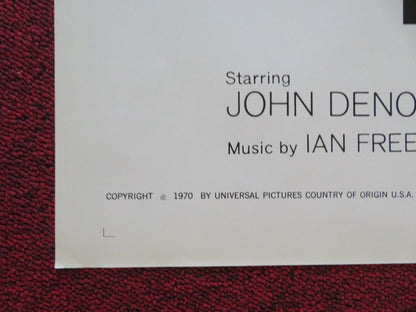 Starring
JOHN DENO
Music by IAN FREE
COPYRIGHT © 1970 BY UNIVERSAL PICTURES COUNTRY OF ORIGIN U.S.A.